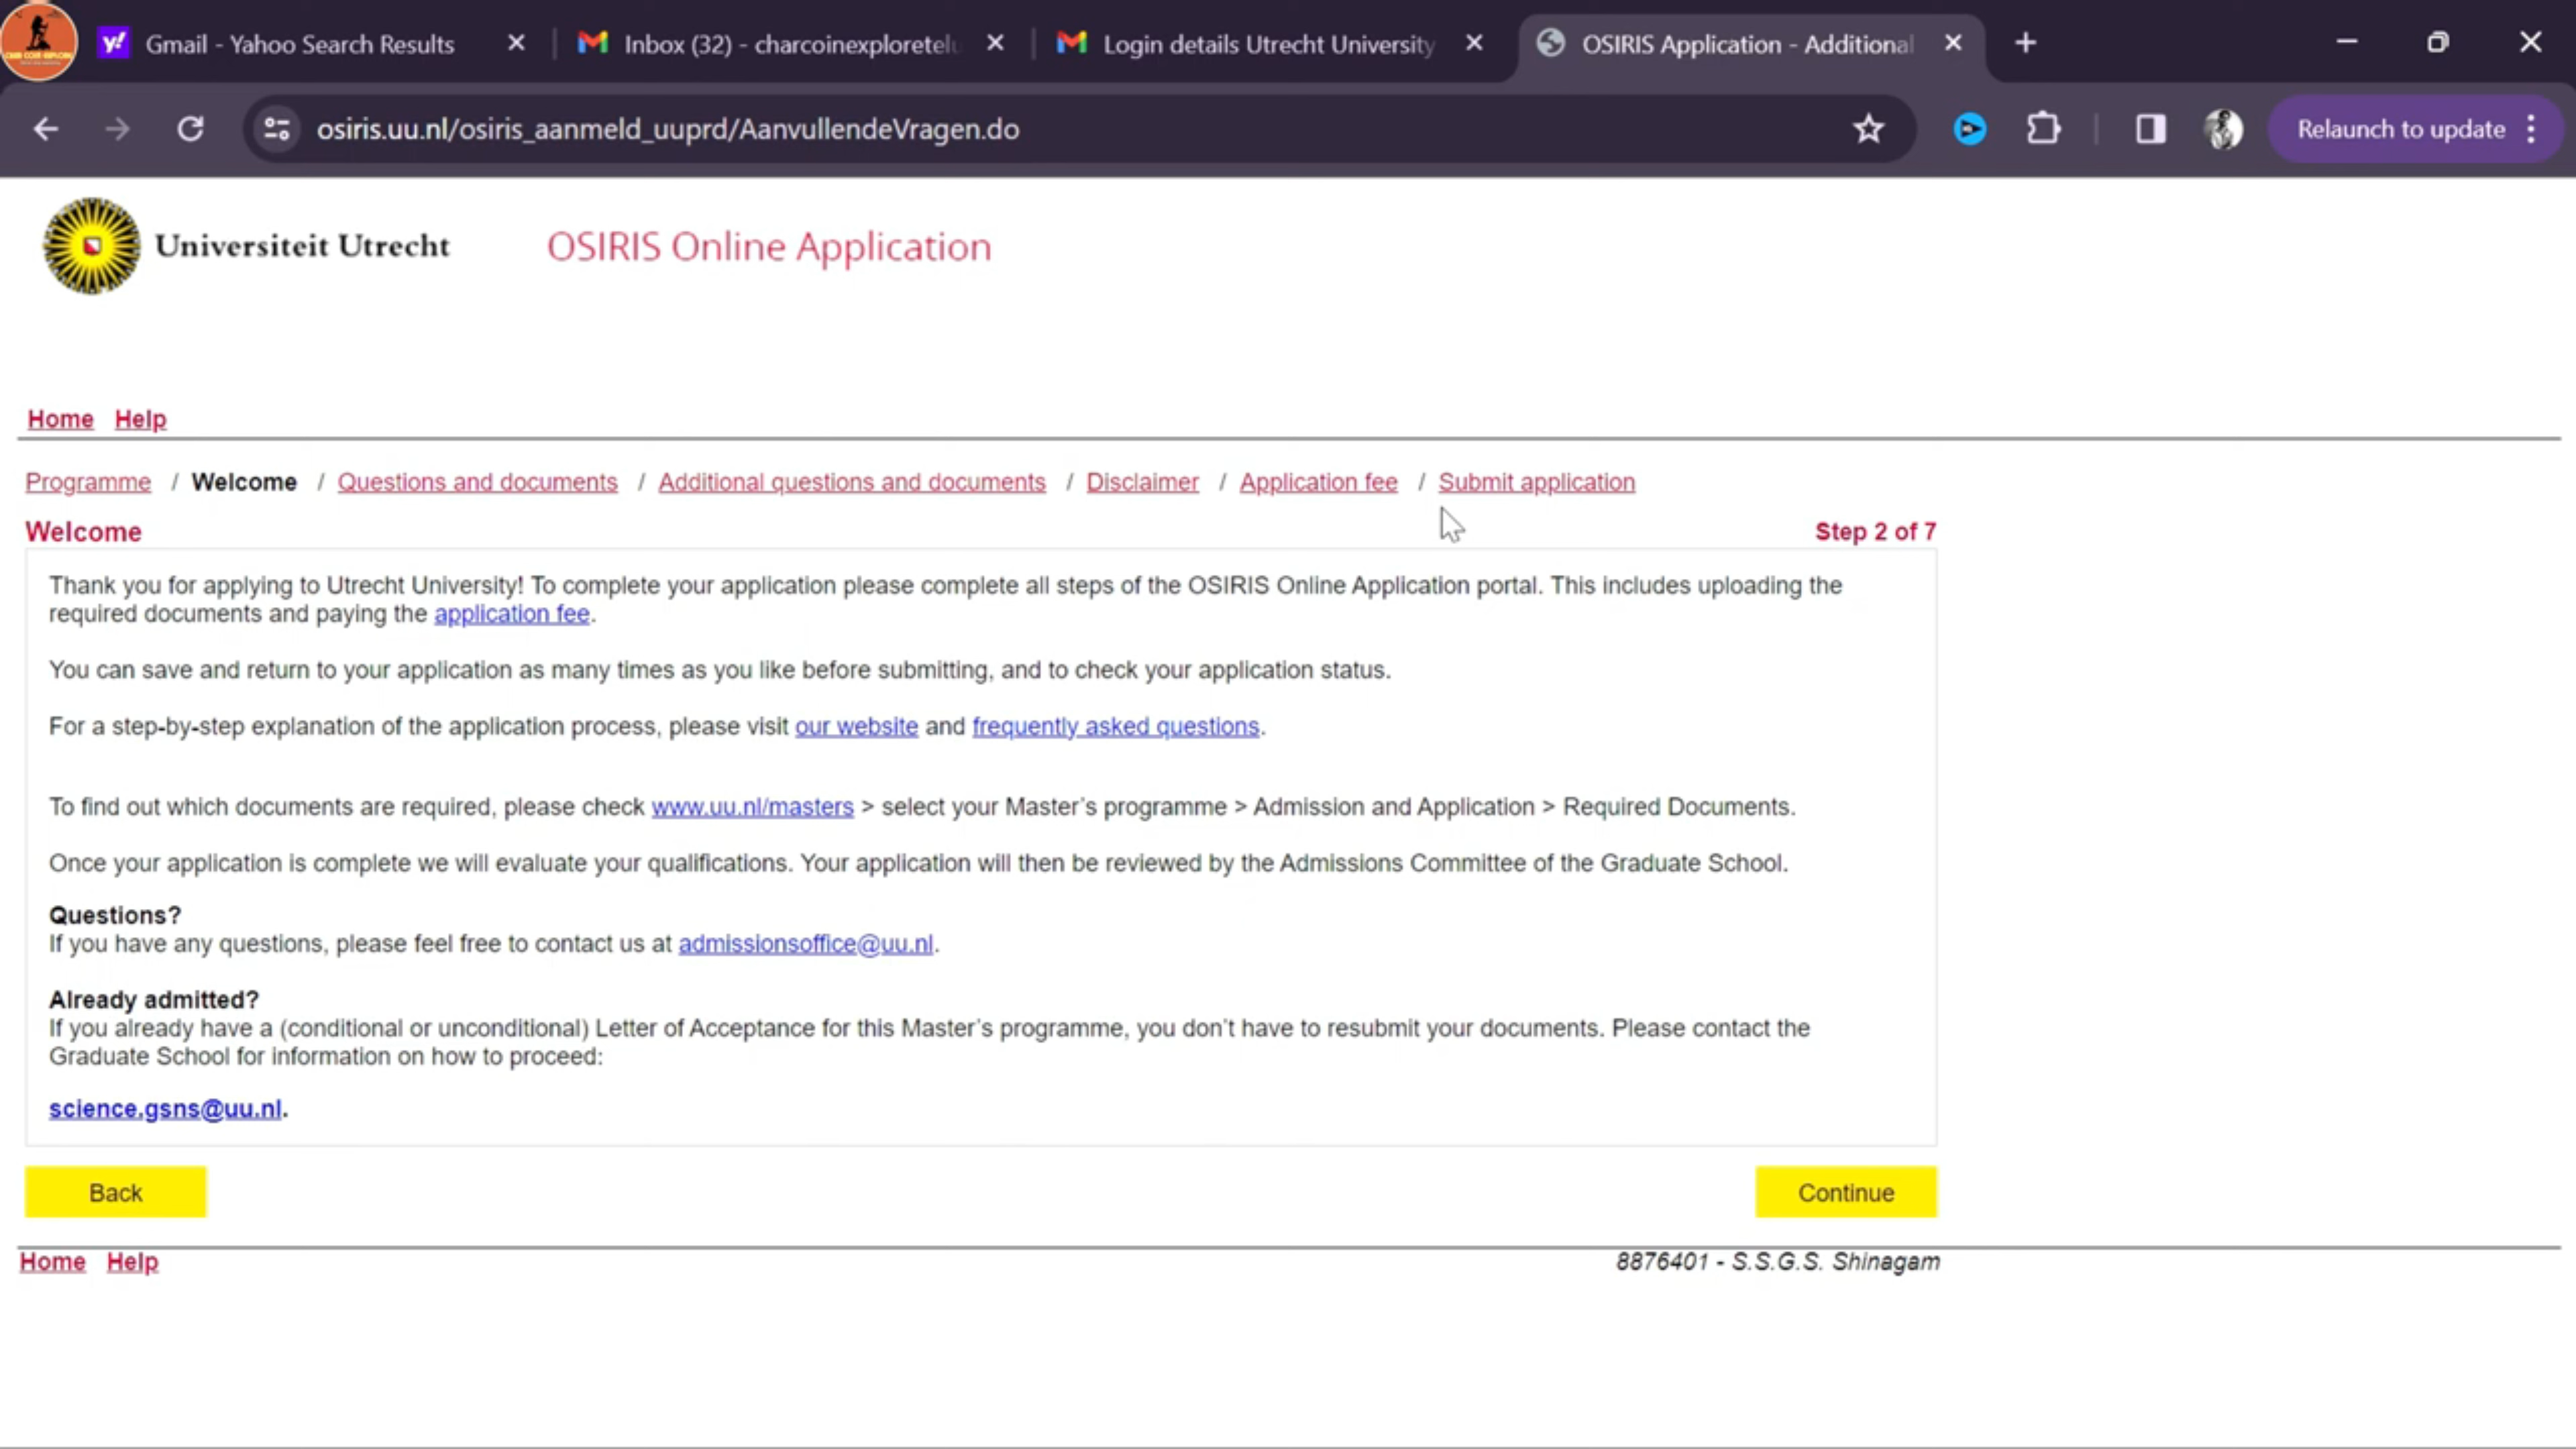 Gmail - Yahoo Search Results
Inbox (32) - charcoinexploretelu
Login details Utrecht University
OSIRIS Application - Additional
osiris.uu.nl/osiris_aanmeld_uuprd/AanvullendeVragen.do
Relaunch to update
Universiteit Utrecht
OSIRIS Online Application
Home Help
Programme / Welcome / Questions and documents / Additional questions and documents / Disclaimer / Application fee / Submit application
Welcome
Step 2 of 7
Thank you for applying to Utrecht University! To complete your application please complete all steps of the OSIRIS Online Application portal. This includes uploading the
required documents and paying the application fee.
You can save and return to your application as many times as you like before submitting, and to check your application status.
For a step-by-step explanation of the application process, please visit our website and frequently asked questions.
To find out which documents are required, please check www.uu.nl/masters > select your Master's programme > Admission and Application > Required Documents.
Once your application is complete we will evaluate your qualifications. Your application will then be reviewed by the Admissions Committee of the Graduate School.
Questions?
If you have any questions, please feel free to contact us at admissionsoffice@uu.nl.
Already admitted?
If you already have a (conditional or unconditional) Letter of Acceptance for this Master's programme, you don't have to resubmit your documents. Please contact the
Graduate School for information on how to proceed:
science.gsns@uu.nl.
Back
Continue
Home Help
8876401 - S.S.G.S. Shinagam